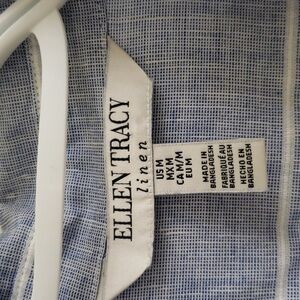 ELLEN TRACY
linen
US M
MX M
CA M/M
EU M
MADE IN
BANGLADESH
FABRIQUÉ AU
BANGLADESH
HECHO EN
BANGLADESH